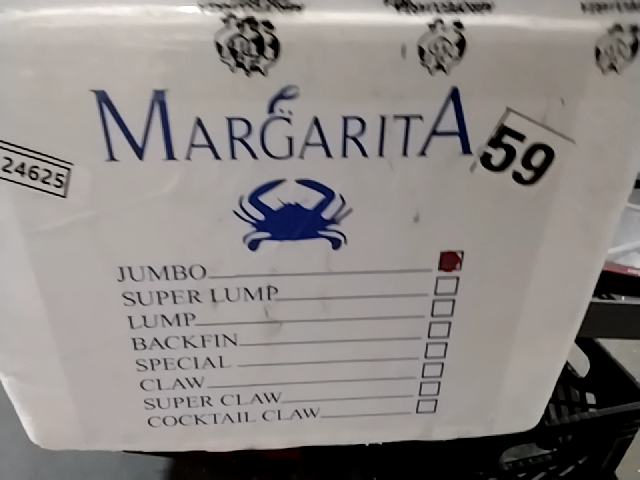 MARGARITA
59
24625
JUMBO
SUPER LUMP
LUMP
BACKFIN
SPECIAL
CLAW
SUPER CLAW
COCKTAIL CLAW